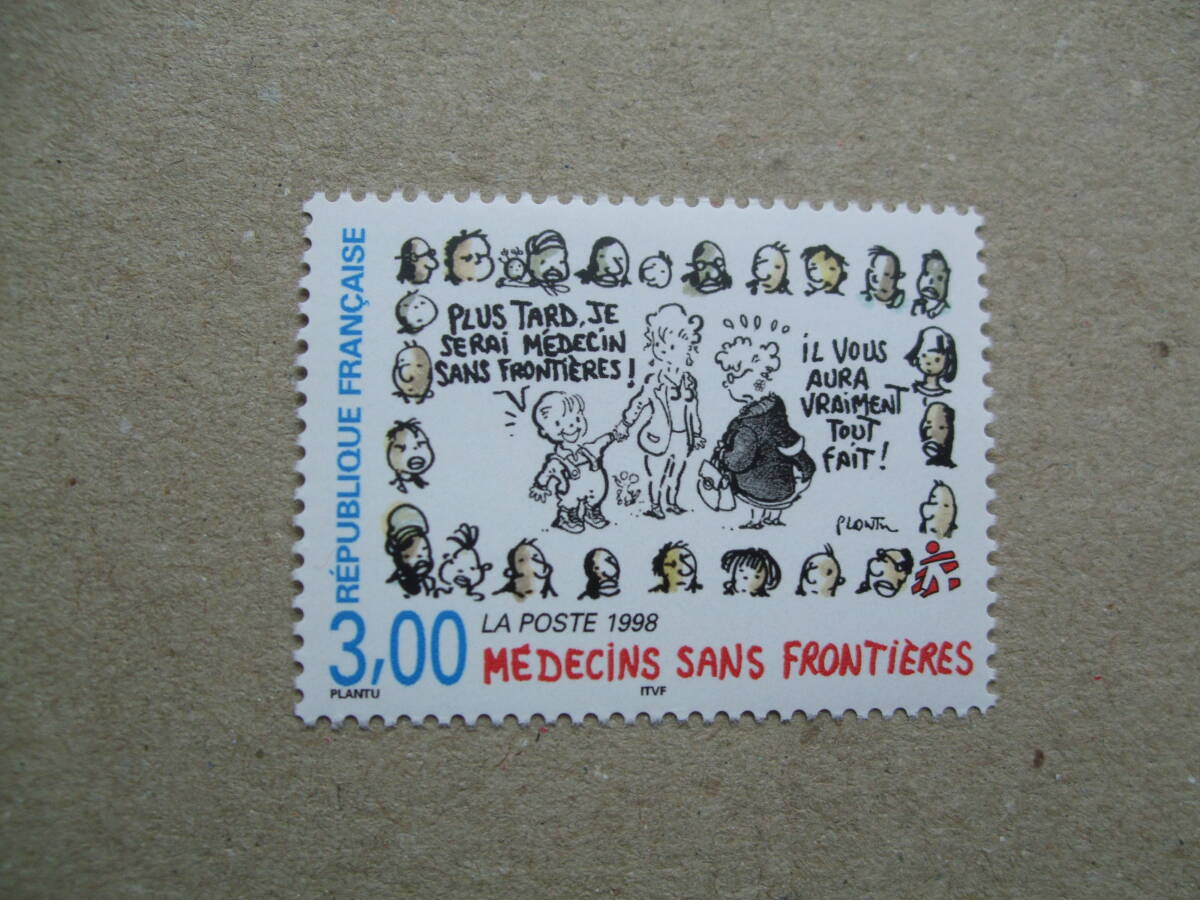 RÉPUBLIQUE FRANÇAISE
PLUS TARD, JE
SERAI MÉDECIN
SANS FRONTIÈRES !
IL VOUS
AURA
VRAIMENT
TOUT
FAIT !
PLANTU
3,00
LA POSTE 1998
MÉDECINS SANS FRONTIÈRES
PLANTU
ITVF